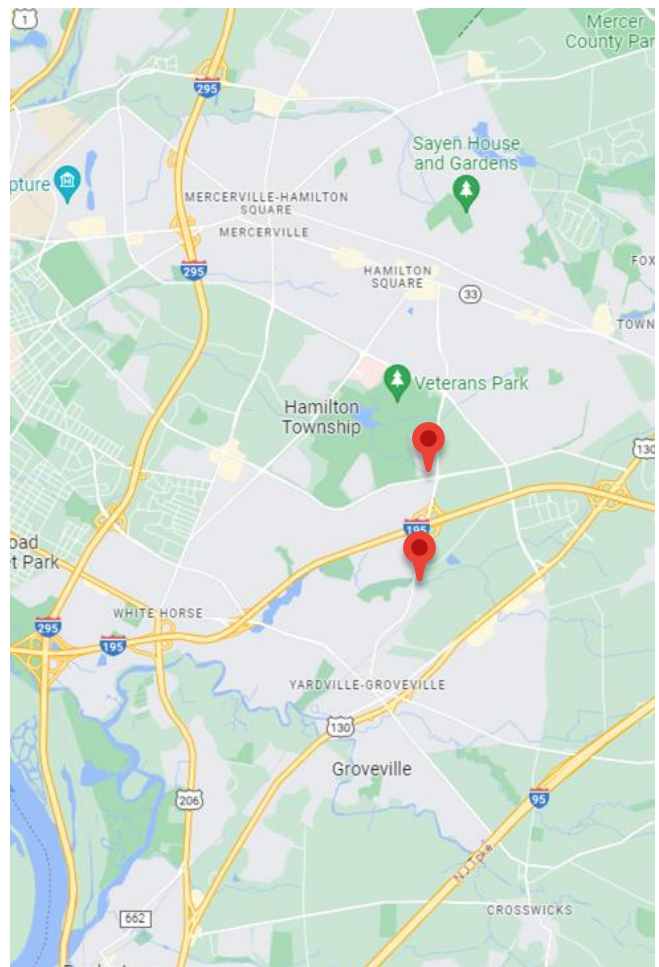 1
Mercer
County Par
295
Sayen House
and Gardens
pture
MERCERVILLE-HAMILTON
SQUARE
MERCERVILLE
295
HAMILTON
SQUARE
FOX
33
TOWN
Veterans Park
Hamilton
Township
130
195
oad
t Park
WHITE HORSE
295
195
YARDVILLE-GROVEVILLE
130
Groveville
206
95
NJ Tpke
CROSSWICKS
662